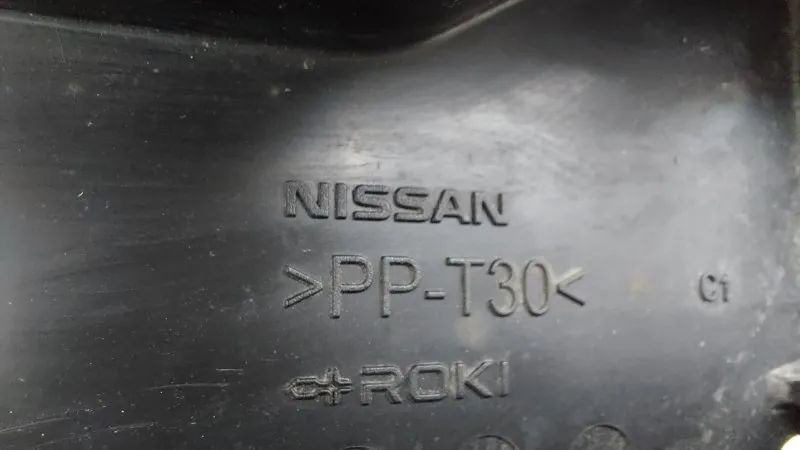 NISSAN
>PP-T30<
C1
ROKI